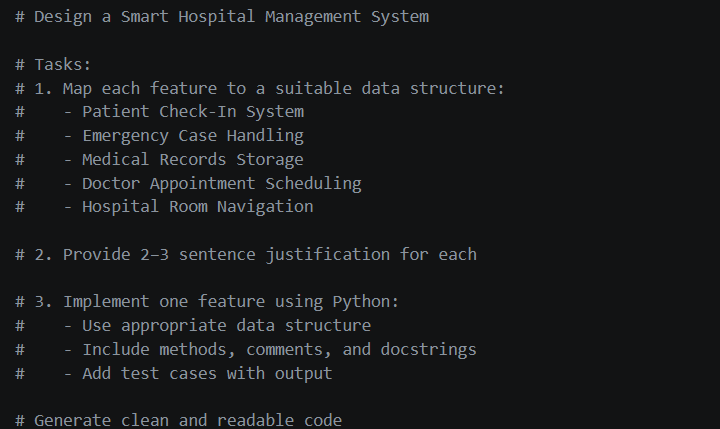 # Design a Smart Hospital Management System
# Tasks:
# 1. Map each feature to a suitable data structure:
#    - Patient Check-In System
#    - Emergency Case Handling
#    - Medical Records Storage
#    - Doctor Appointment Scheduling
#    - Hospital Room Navigation
# 2. Provide 2–3 sentence justification for each
# 3. Implement one feature using Python:
#    - Use appropriate data structure
#    - Include methods, comments, and docstrings
#    - Add test cases with output
# Generate clean and readable code